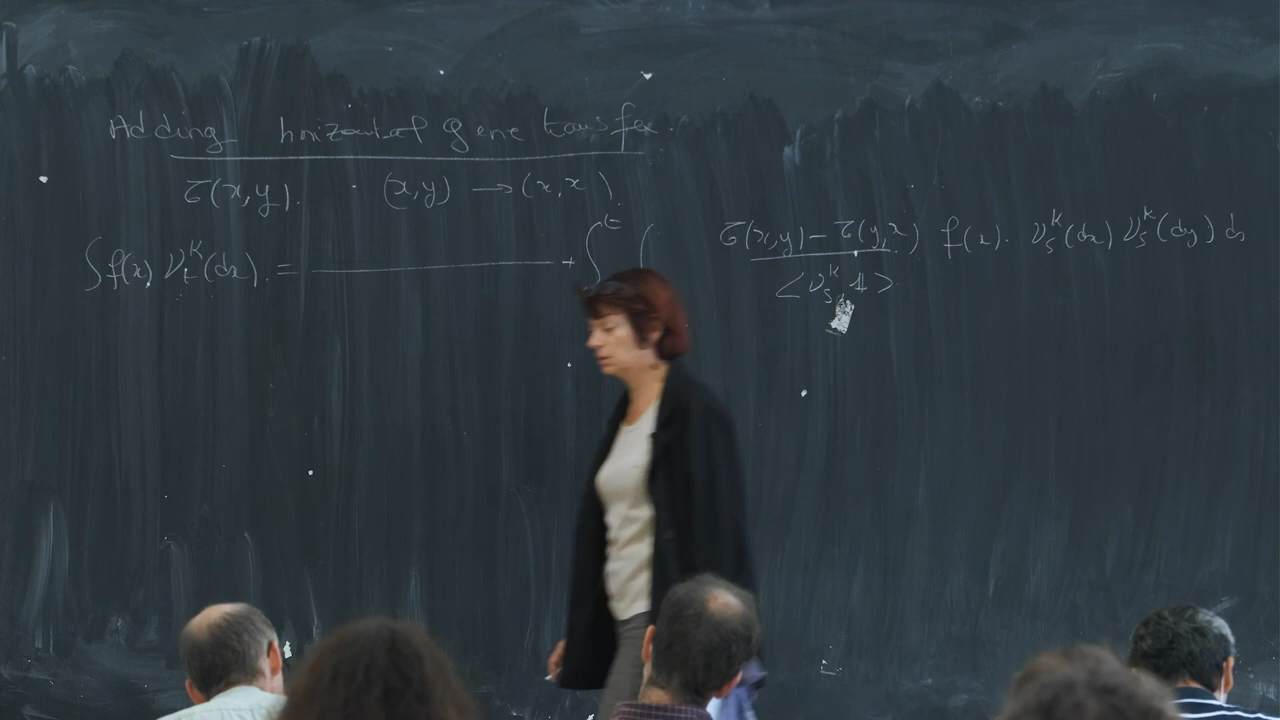 Adding horizontal gene transfer.
τ(x,y). (x,y) → (x,x).
∫f(x) ν_t^K(dx) = ———————— + ∫^t ∫ (τ(x,y) − τ(y,x))/<ν_s^K, 1> f(x). ν_s^K(dx) ν_s^K(dy) ds